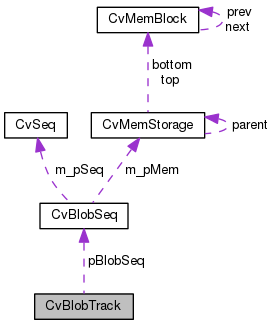 CvMemBlock
prev
next
bottom
top
CvSeq
CvMemStorage
parent
m_pSeq
m_pMem
CvBlobSeq
pBlobSeq
CvBlobTrack